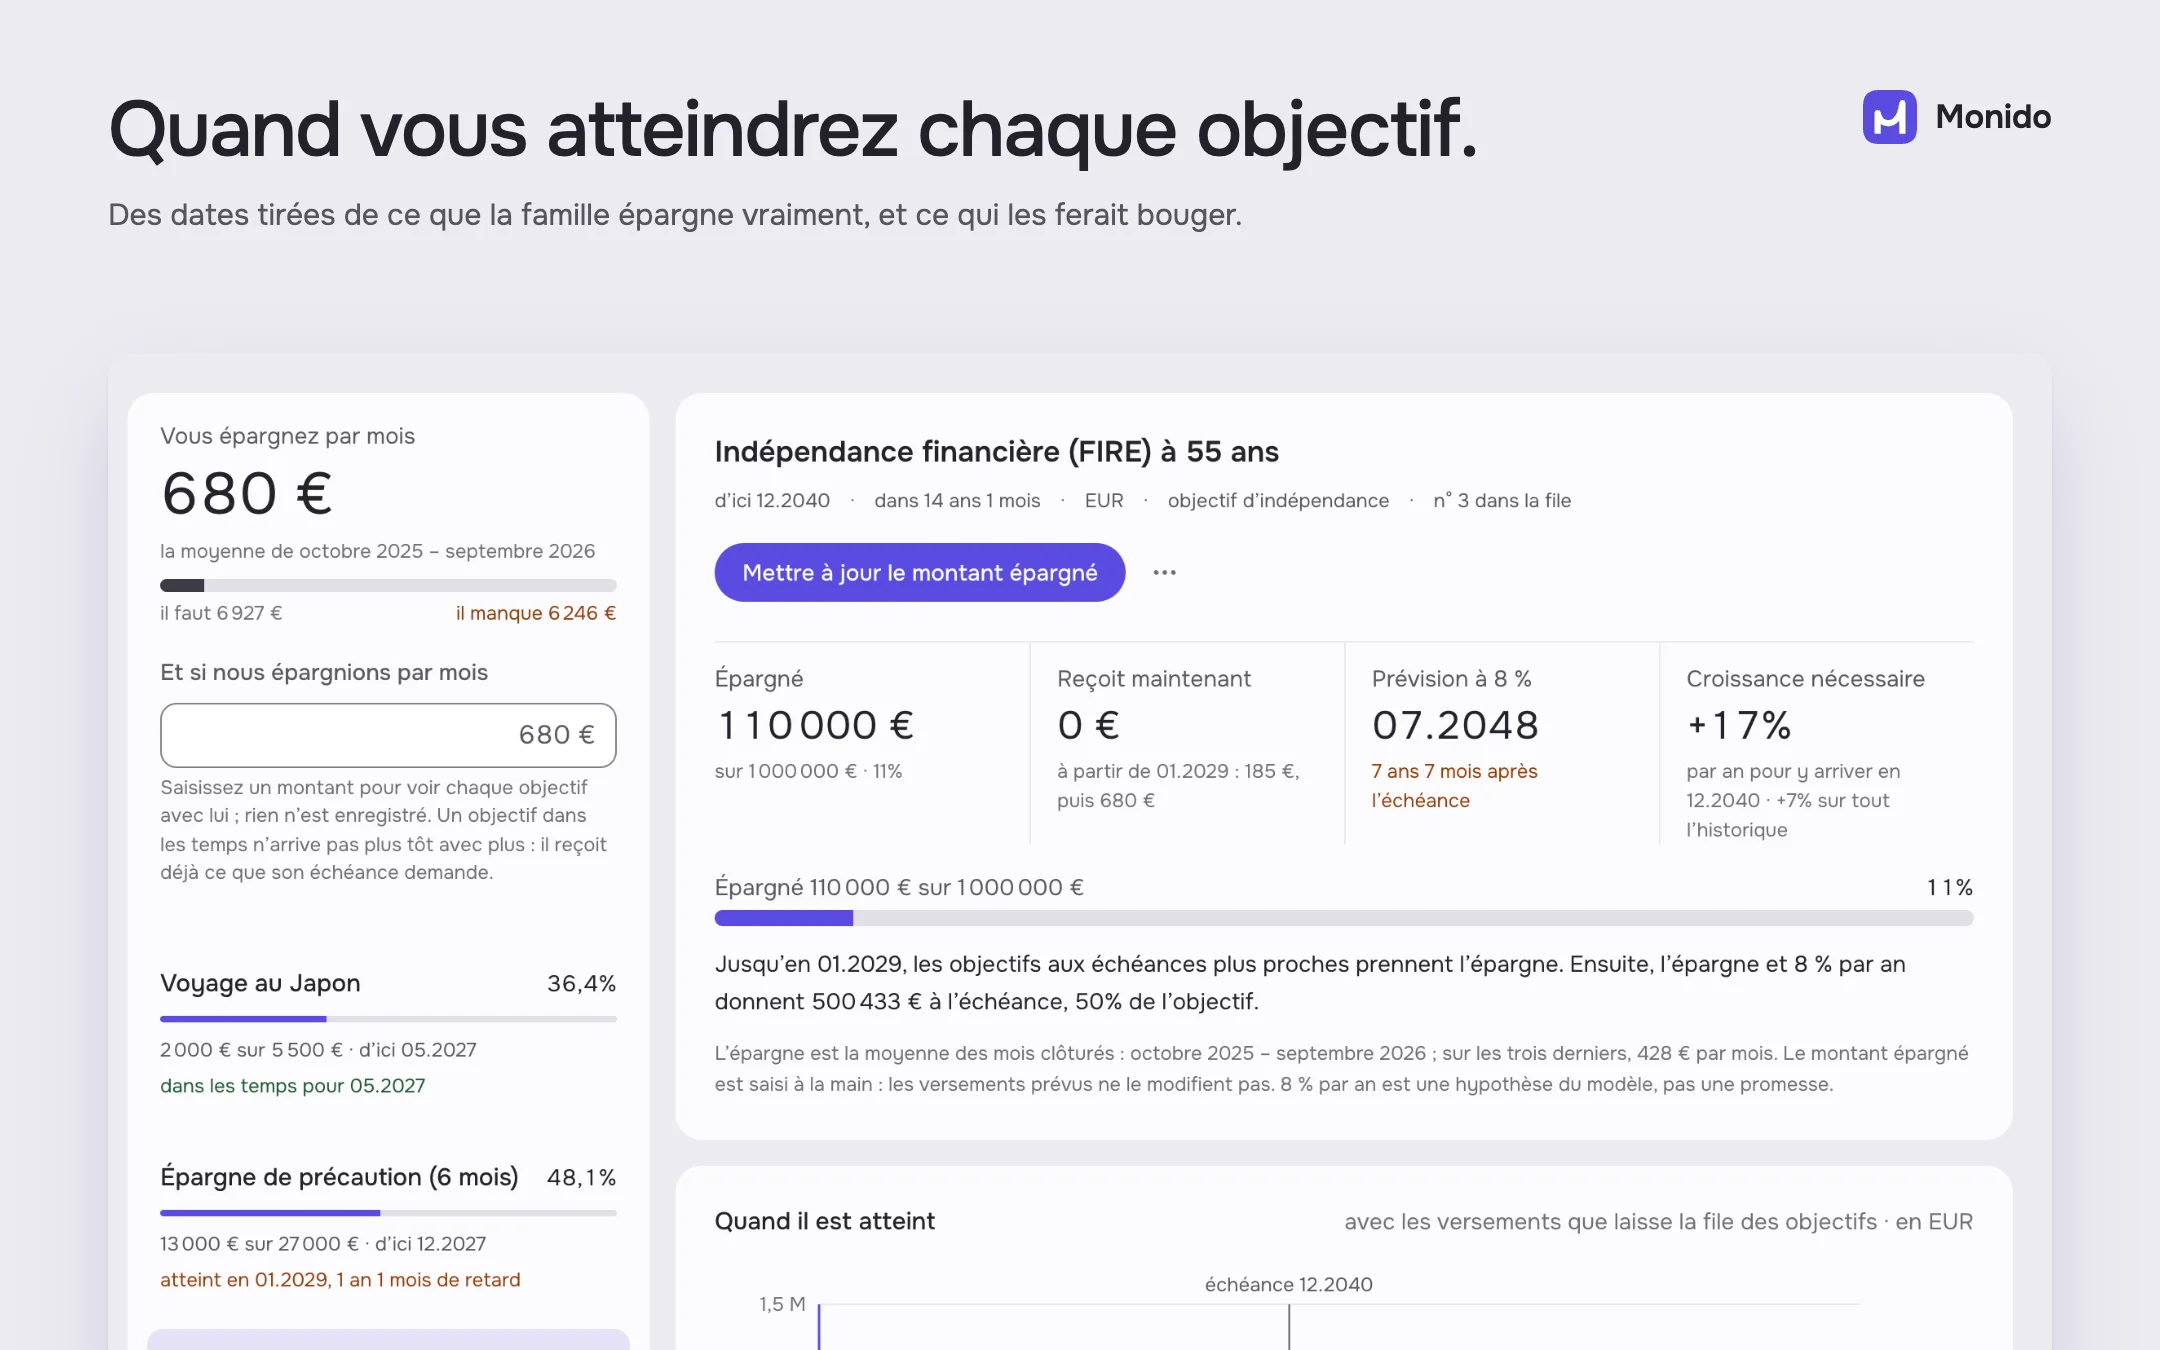 Quand vous atteindrez chaque objectif.
Monido
Des dates tirées de ce que la famille épargne vraiment, et ce qui les ferait bouger.
Vous épargnez par mois
680 €
la moyenne de octobre 2025 – septembre 2026
il faut 6 927 €
il manque 6 246 €
Et si nous épargnions par mois
680 €
Saisissez un montant pour voir chaque objectif
avec lui ; rien n’est enregistré. Un objectif dans
les temps n’arrive pas plus tôt avec plus : il reçoit
déjà ce que son échéance demande.
Voyage au Japon 36,4%
2 000 € sur 5 500 € · d’ici 05.2027
dans les temps pour 05.2027
Épargne de précaution (6 mois) 48,1%
13 000 € sur 27 000 € · d’ici 12.2027
atteint en 01.2029, 1 an 1 mois de retard
Indépendance financière (FIRE) à 55 ans
d’ici 12.2040 · dans 14 ans 1 mois · EUR · objectif d’indépendance · n° 3 dans la file
Mettre à jour le montant épargné ···
Épargné
110 000 €
sur 1 000 000 € · 11%
Reçoit maintenant
0 €
à partir de 01.2029 : 185 €,
puis 680 €
Prévision à 8 %
07.2048
7 ans 7 mois après
l’échéance
Croissance nécessaire
+17%
par an pour y arriver en
12.2040 · +7% sur tout
l’historique
Épargné 110 000 € sur 1 000 000 € 11%
Jusqu’en 01.2029, les objectifs aux échéances plus proches prennent l’épargne. Ensuite, l’épargne et 8 % par an
donnent 500 433 € à l’échéance, 50% de l’objectif.
L’épargne est la moyenne des mois clôturés : octobre 2025 – septembre 2026 ; sur les trois derniers, 428 € par mois. Le montant épargné
est saisi à la main : les versements prévus ne le modifient pas. 8 % par an est une hypothèse du modèle, pas une promesse.
Quand il est atteint
avec les versements que laisse la file des objectifs · en EUR
échéance 12.2040
1,5 M